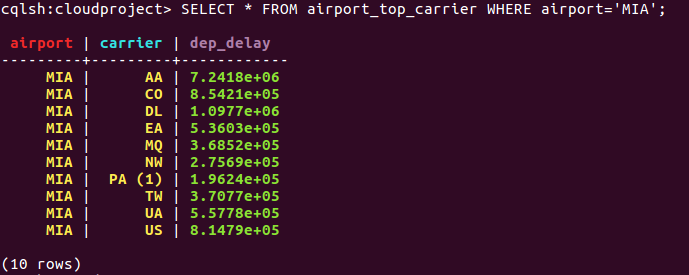 cqlsh:cloudproject> SELECT * FROM airport_top_carrier WHERE airport='MIA';
 airport | carrier | dep_delay
---------+---------+------------
     MIA |      AA | 7.2418e+06
     MIA |      CO | 8.5421e+05
     MIA |      DL | 1.0977e+06
     MIA |      EA | 5.3603e+05
     MIA |      MQ | 3.6852e+05
     MIA |      NW | 2.7569e+05
     MIA |  PA (1) | 1.9624e+05
     MIA |      TW | 3.7077e+05
     MIA |      UA | 5.5778e+05
     MIA |      US | 8.1479e+05
(10 rows)